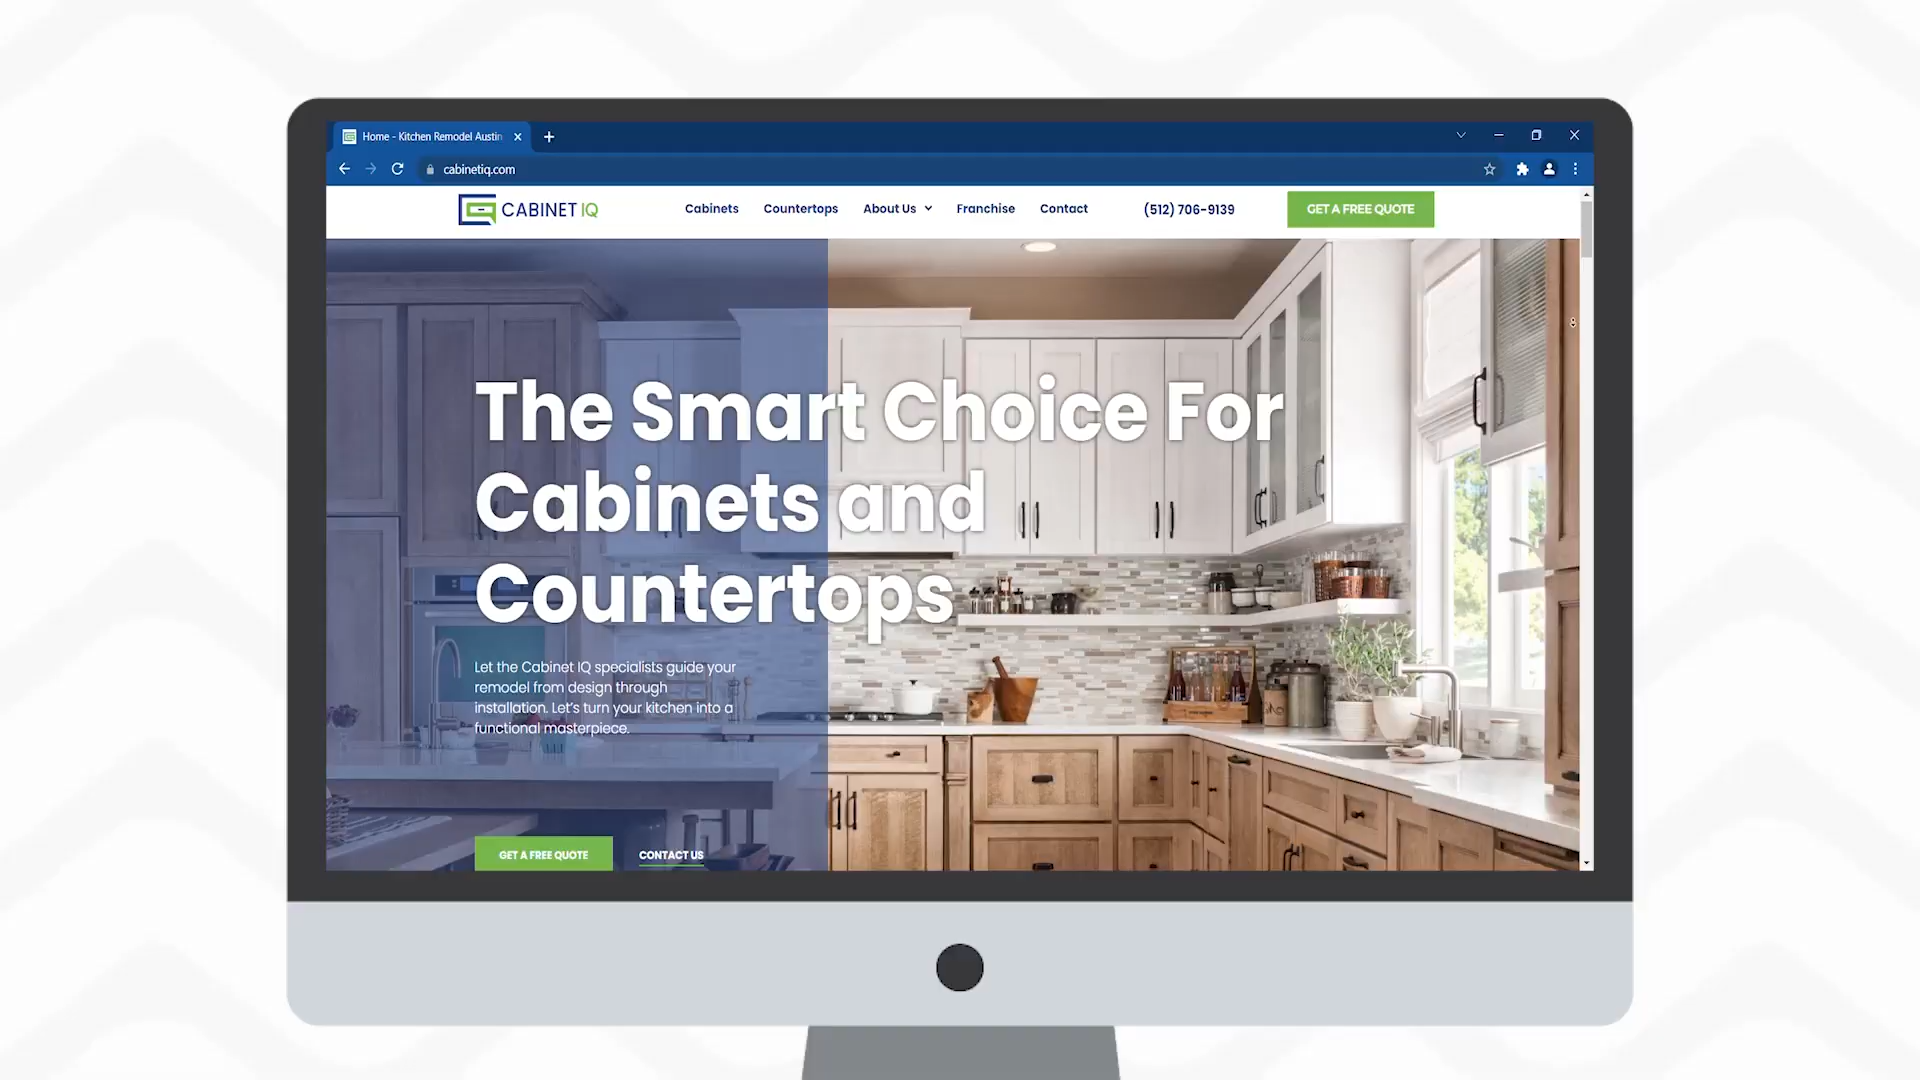 Home - Kitchen Remodel Austin
cabinetiq.com
CABINET IQ
Cabinets
Countertops
About Us
Franchise
Contact
(512) 706-9139
GET A FREE QUOTE
The Smart Choice For
Cabinets and
Countertops
Let the Cabinet IQ specialists guide your
remodel from design through
installation. Let's turn your kitchen into a
functional masterpiece.
GET A FREE QUOTE
CONTACT US